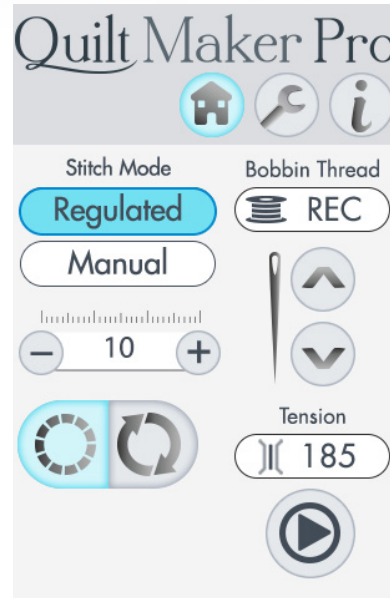 Quilt Maker Pro
i
Stitch Mode
Bobbin Thread
Regulated
REC
Manual
− 10 +
Tension
185